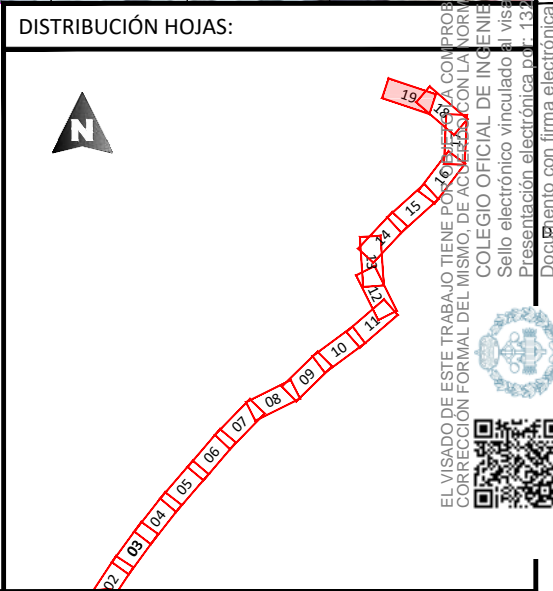 DISTRIBUCIÓN HOJAS:
N
19
18
17
16
15
14
13
12
11
10
09
08
07
06
05
04
03
02
EL VISADO DE ESTE TRABAJO TIENE POR OBJETO LA COMPROB
CORRECCIÓN FORMAL DEL MISMO, DE ACUERDO CON LA NORM
COLEGIO OFICIAL DE INGENIE
Sello electrónico vinculado al visa
Presentación electrónica por: 132
Documento con firma electrónica